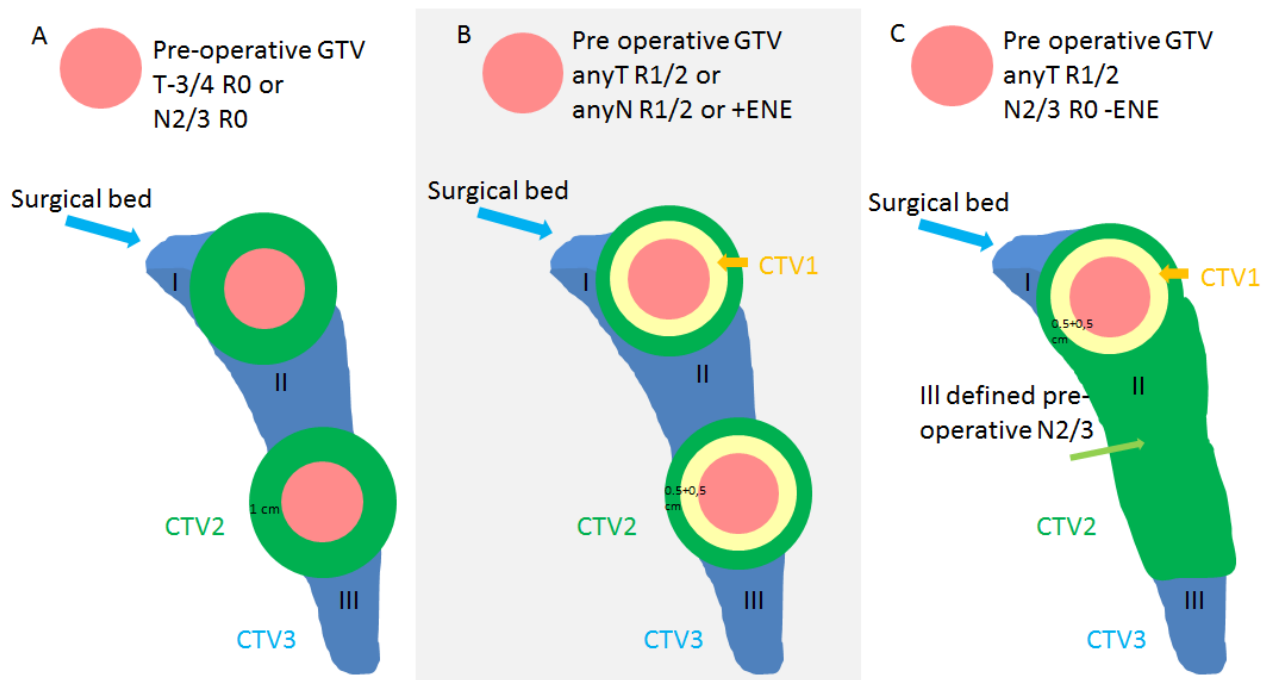 A
Pre-operative GTV
T-3/4 R0 or
N2/3 R0
Surgical bed
I
II
1 cm
CTV2
III
CTV3
B
Pre operative GTV
anyT R1/2 or
anyN R1/2 or +ENE
Surgical bed
I
CTV1
II
0.5+0,5
cm
CTV2
III
CTV3
C
Pre operative GTV
anyT R1/2
N2/3 R0 -ENE
Surgical bed
I
CTV1
0.5+0,5
cm
II
Ill defined pre-
operative N2/3
CTV2
III
CTV3